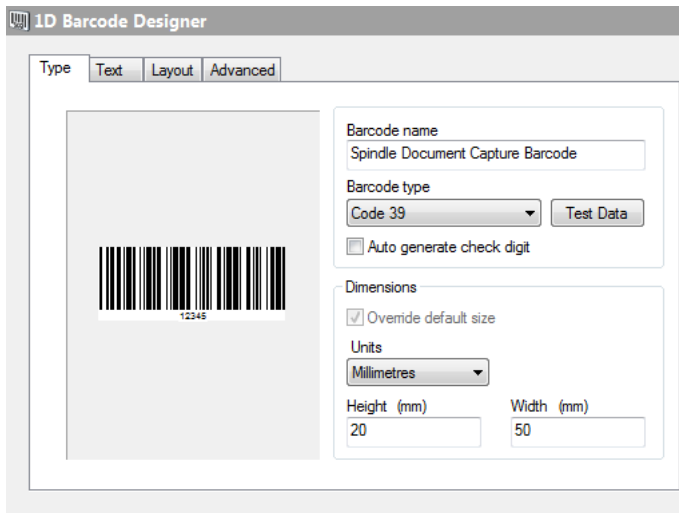 1D Barcode Designer
Type Text Layout Advanced
Barcode name
Spindle Document Capture Barcode
Barcode type
Code 39 Test Data
Auto generate check digit
12345
Dimensions
Override default size
Units
Millimetres
Height (mm) Width (mm)
20 50